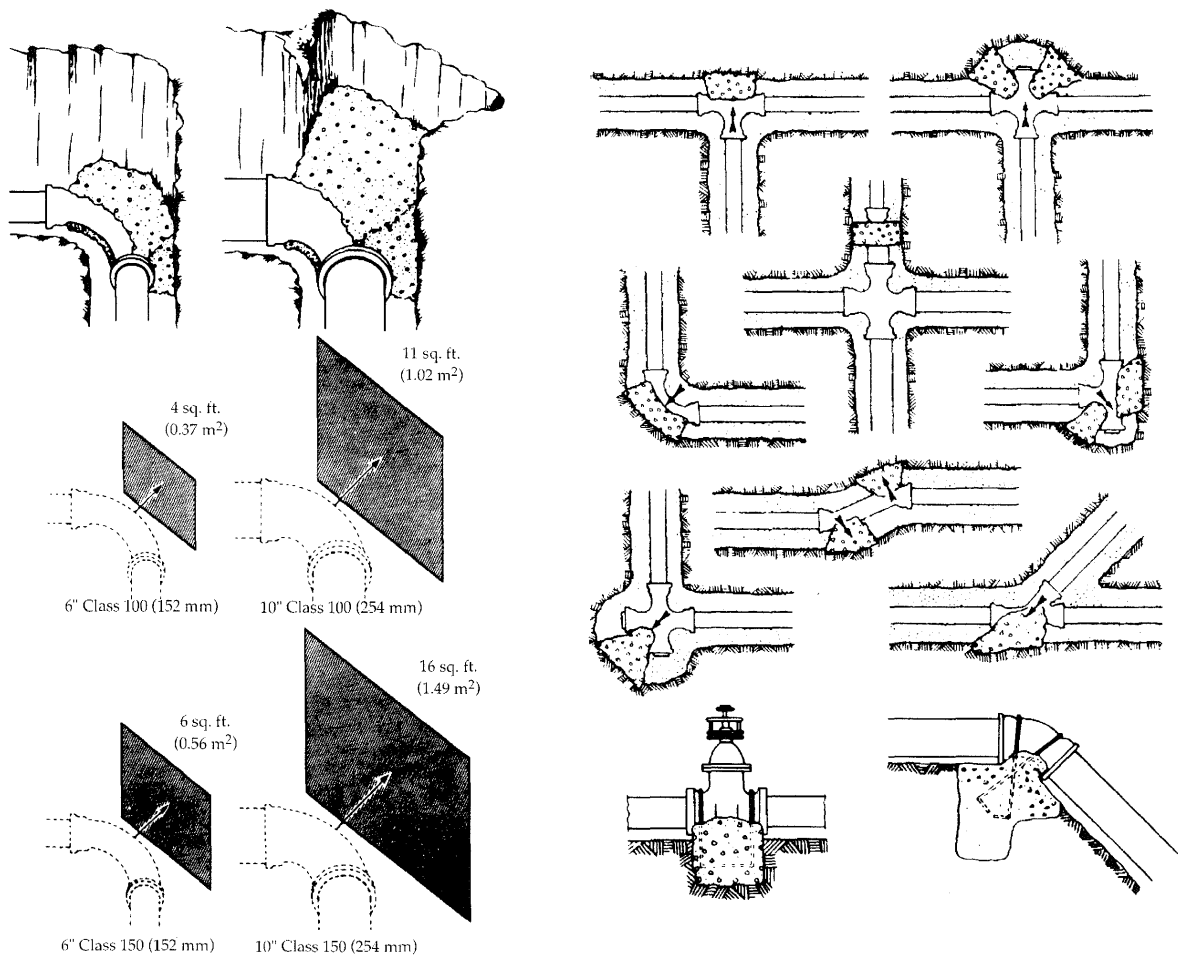 11 sq. ft.
(1.02 m²)
4 sq. ft.
(0.37 m²)
6" Class 100 (152 mm)
10" Class 100 (254 mm)
16 sq. ft.
(1.49 m²)
6 sq. ft.
(0.56 m²)
6" Class 150 (152 mm)
10" Class 150 (254 mm)